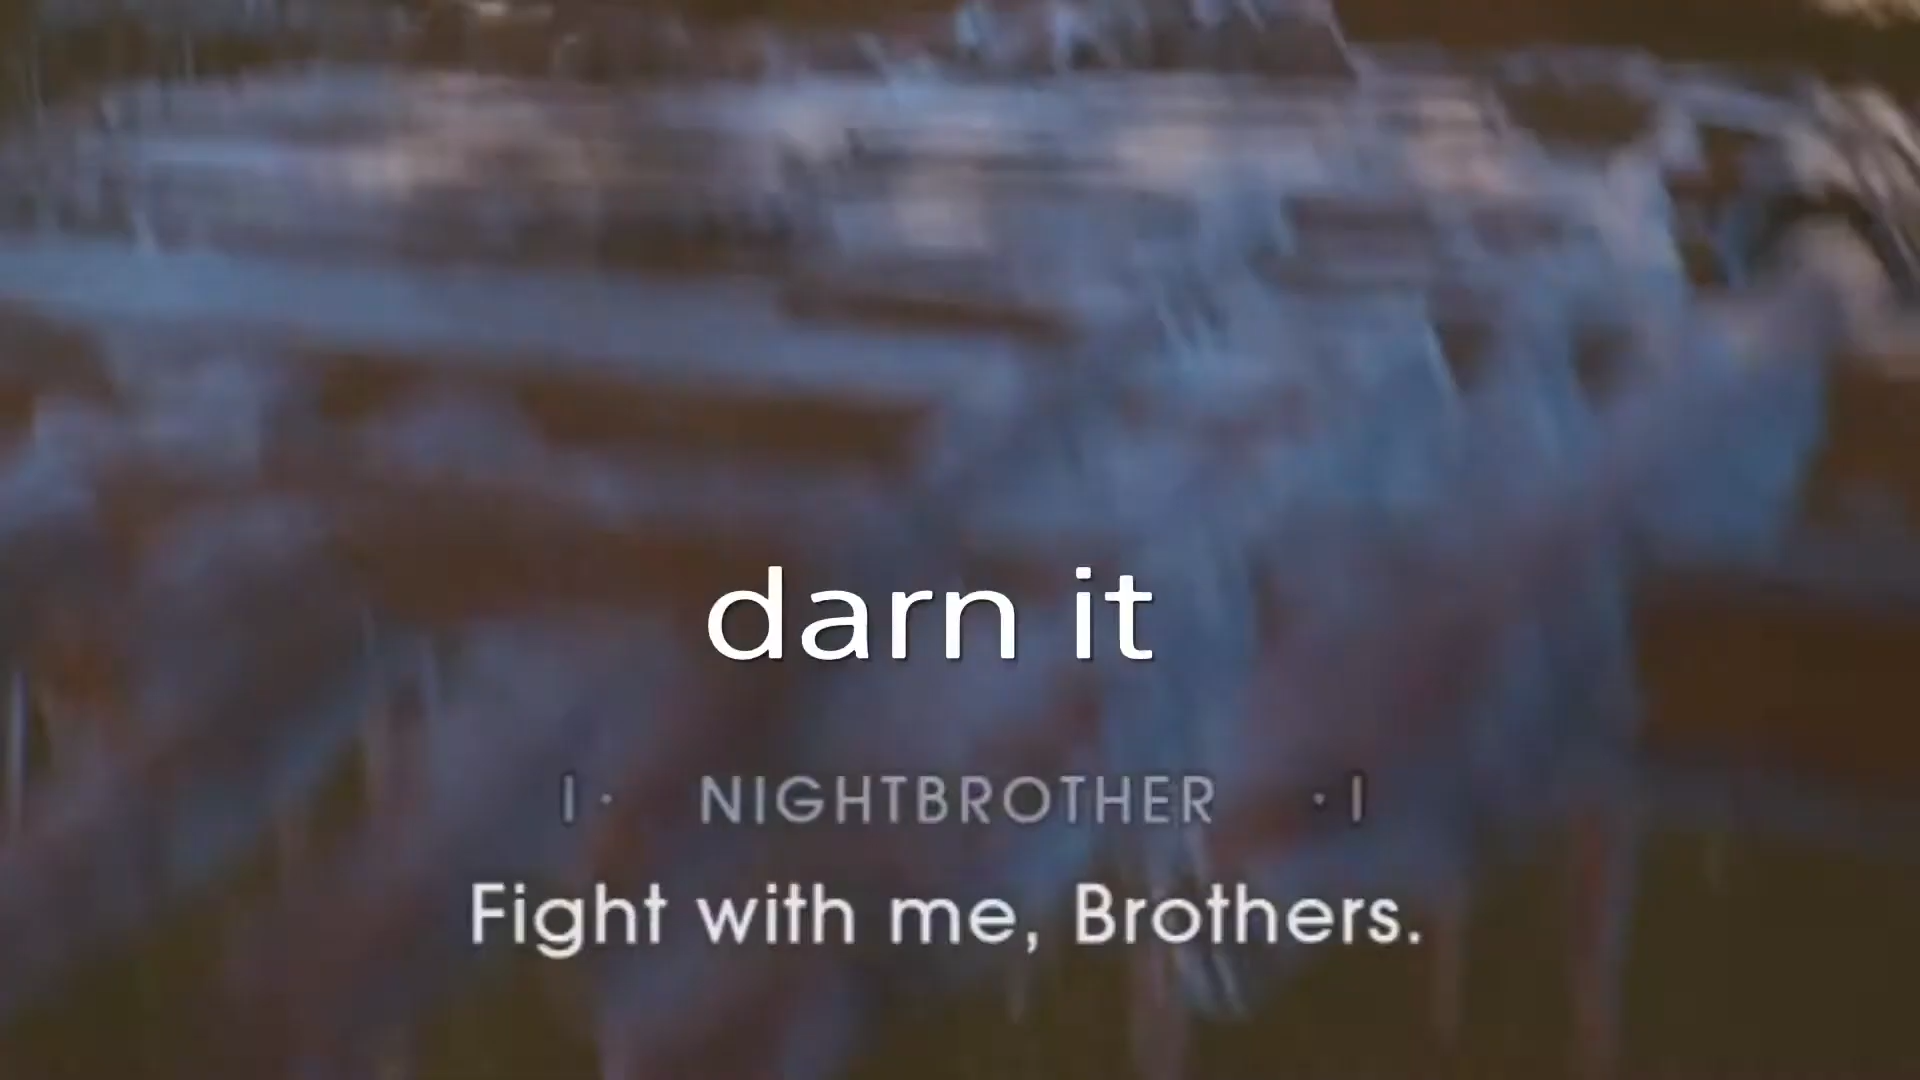 darn it
| · NIGHTBROTHER · |
Fight with me, Brothers.